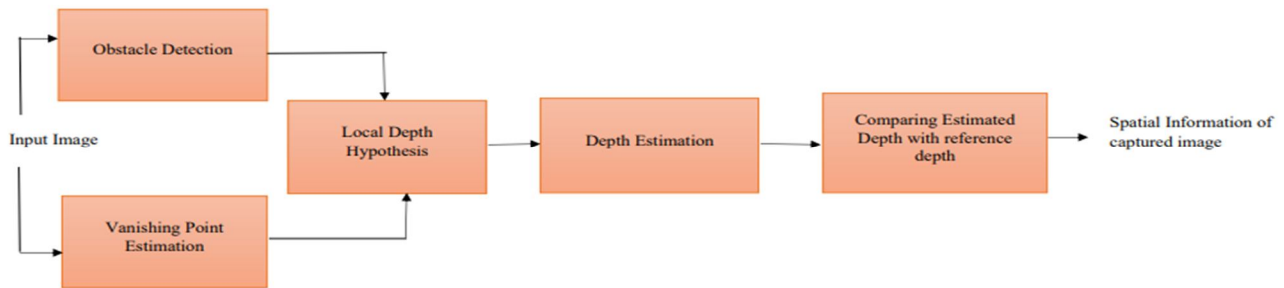 Obstacle Detection
Input Image
Vanishing Point
Estimation
Local Depth
Hypothesis
Depth Estimation
Comparing Estimated
Depth with reference
depth
Spatial Information of
captured image